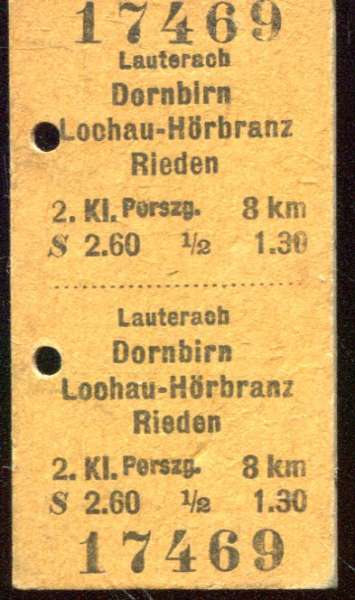 17469
Lauterach
Dornbirn
Lochau-Hörbranz
Rieden
2. Kl. Perszg. 8 km
S 2.60 1/2 1.30
Lauterach
Dornbirn
Lochau-Hörbranz
Rieden
2. Kl. Perszg. 8 km
S 2.60 1/2 1.30
17469